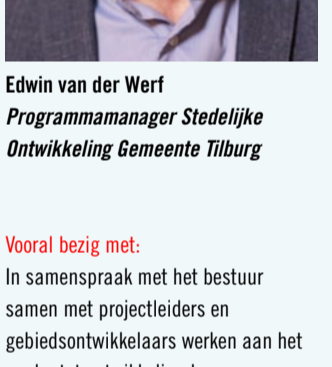 Edwin van der Werf
Programmamanager Stedelijke
Ontwikkeling Gemeente Tilburg
Vooral bezig met:
In samenspraak met het bestuur
samen met projectleiders en
gebiedsontwikkelaars werken aan het